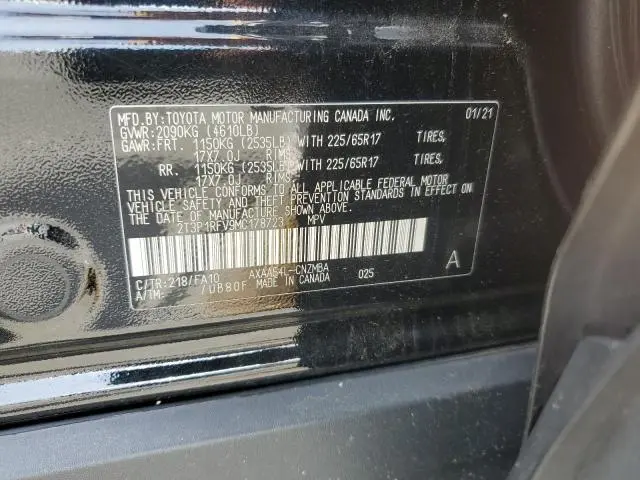 MFD.BY:TOYOTA MOTOR MANUFACTURING CANADA INC. 01/21
GVWR:2090KG (4610LB)
GAWR:FRT. 1150KG (2535LB) WITH 225/65R17 TIRES,
17X7.0J RIMS
RR. 1150KG (2535LB) WITH 225/65R17 TIRES,
17X7.0J RIMS
THIS VEHICLE CONFORMS TO ALL APPLICABLE FEDERAL MOTOR
VEHICLE SAFETY AND THEFT PREVENTION STANDARDS IN EFFECT ON
THE DATE OF MANUFACTURE SHOWN ABOVE.
2T3P1RFV9MC178723 MPV
C/TR:218/FA10 AXAA54L-CNZMBA 025 A
A/TM: /UB80F MADE IN CANADA